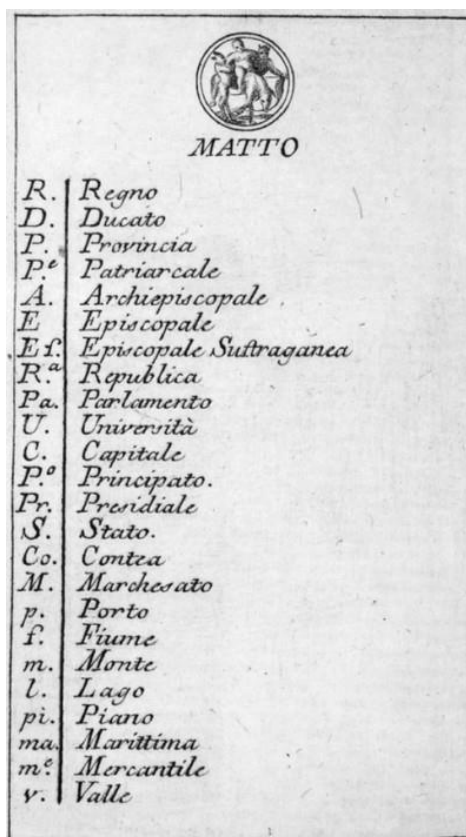 MATTO
R. Regno
D. Ducato
P. Provincia
P.e Patriarcale
A. Archiepiscopale
E Episcopale
Ef. Episcopale Suffraganea
R.a Republica
Pa. Parlamento
U. Università
C. Capitale
P.o Principato.
Pr. Presidiale
S. Stato.
Co. Contea
M. Marchesato
p. Porto
f. Fiume
m. Monte
l. Lago
pi. Piano
ma. Marittima
m.e Mercantile
v. Valle